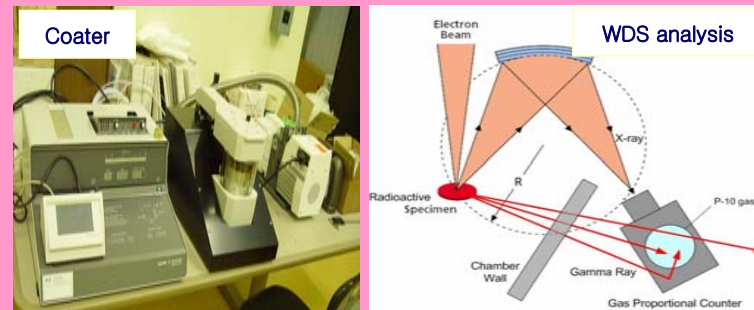 Coater
WDS analysis
Electron
Beam
X-ray
R
Radioactive
Specimen
P-10 gas
Chamber
Wall
Gamma Ray
Gas Proportional Counter